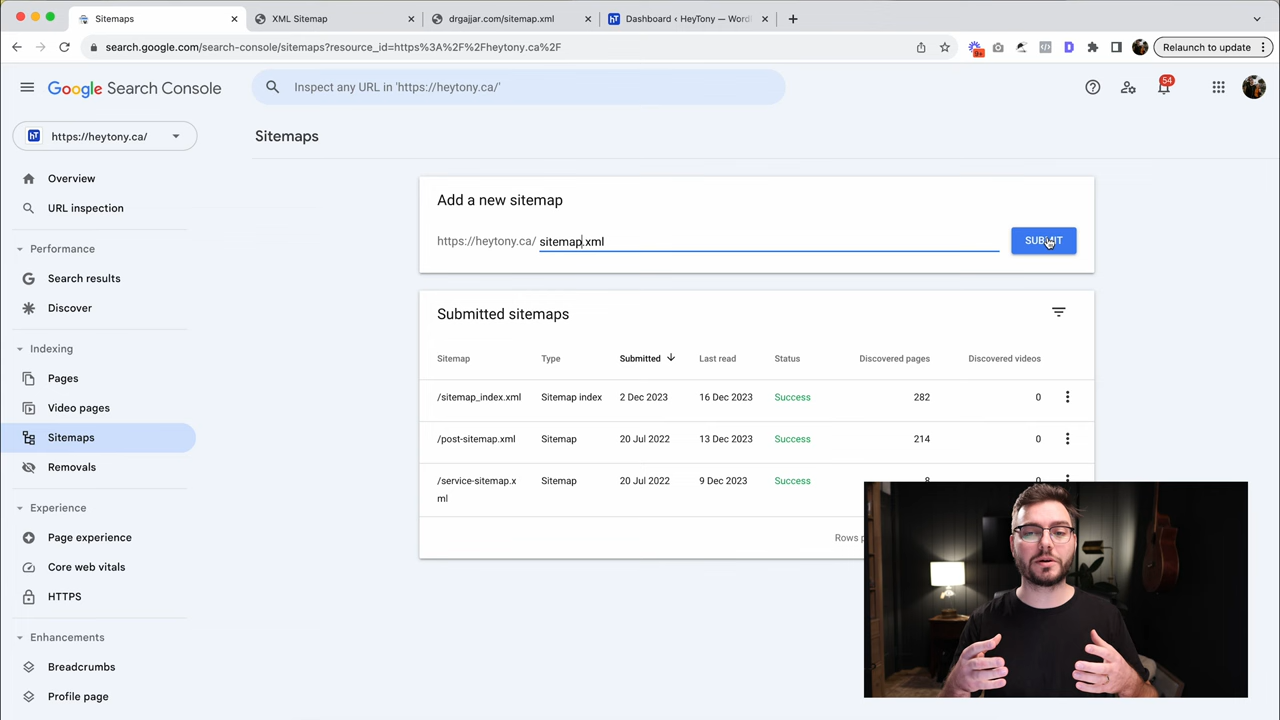 Sitemaps
XML Sitemap
drgajjar.com/sitemap.xml
Dashboard ‹ HeyTony — Word
search.google.com/search-console/sitemaps?resource_id=https%3A%2F%2Fheytony.ca%2F
Relaunch to update
Google Search Console
Inspect any URL in 'https://heytony.ca/'
54
https://heytony.ca/
Sitemaps
Overview
URL inspection
Performance
Search results
Discover
Indexing
Pages
Video pages
Sitemaps
Removals
Experience
Page experience
Core web vitals
HTTPS
Enhancements
Breadcrumbs
Profile page
Add a new sitemap
https://heytony.ca/ sitemap.xml
SUBMIT
Submitted sitemaps
Sitemap Type Submitted Last read Status Discovered pages Discovered videos
/sitemap_index.xml Sitemap index 2 Dec 2023 16 Dec 2023 Success 282 0
/post-sitemap.xml Sitemap 20 Jul 2022 13 Dec 2023 Success 214 0
/service-sitemap.x Sitemap 20 Jul 2022 9 Dec 2023 Success 8 0
ml
Rows